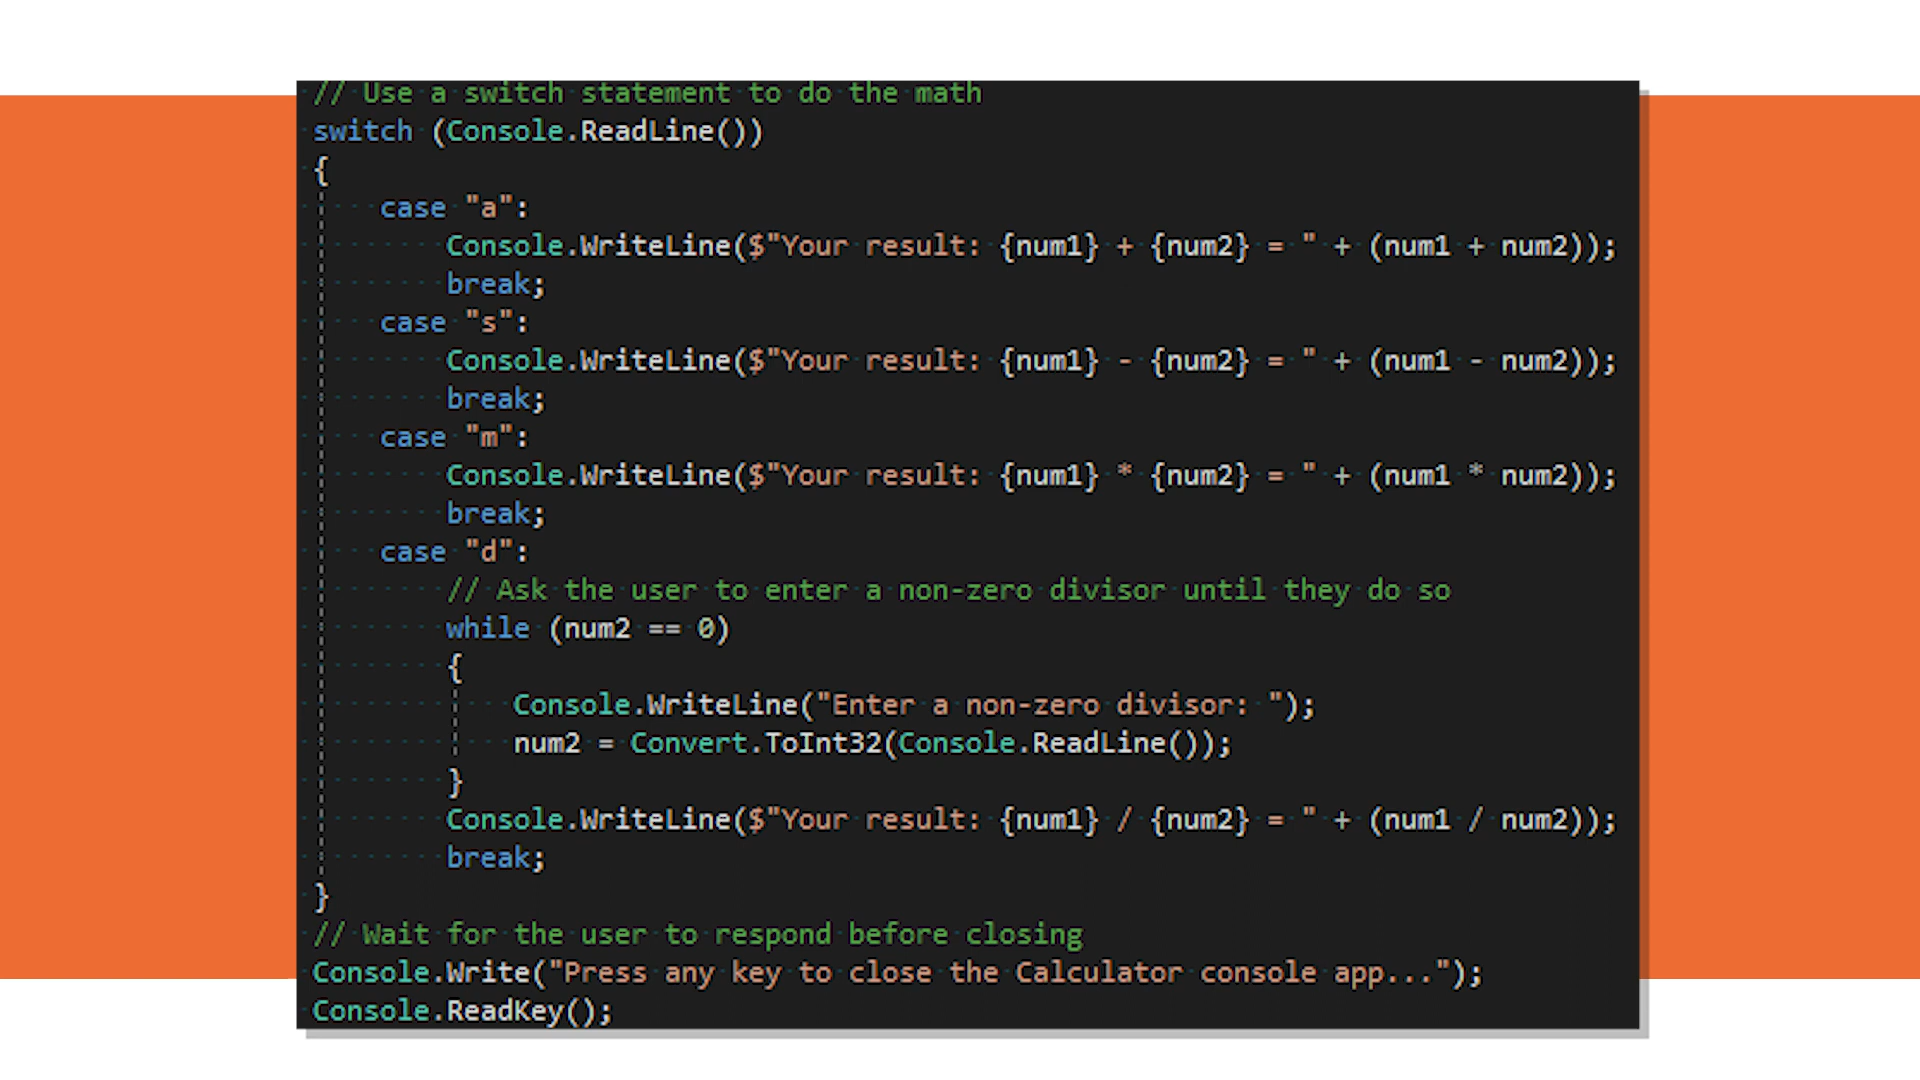 // Use a switch statement to do the math
switch (Console.ReadLine())
{
    case "a":
        Console.WriteLine($"Your result: {num1} + {num2} = " + (num1 + num2));
        break;
    case "s":
        Console.WriteLine($"Your result: {num1} - {num2} = " + (num1 - num2));
        break;
    case "m":
        Console.WriteLine($"Your result: {num1} * {num2} = " + (num1 * num2));
        break;
    case "d":
        // Ask the user to enter a non-zero divisor until they do so
        while (num2 == 0)
        {
            Console.WriteLine("Enter a non-zero divisor: ");
            num2 = Convert.ToInt32(Console.ReadLine());
        }
        Console.WriteLine($"Your result: {num1} / {num2} = " + (num1 / num2));
        break;
}
// Wait for the user to respond before closing
Console.Write("Press any key to close the Calculator console app...");
Console.ReadKey();